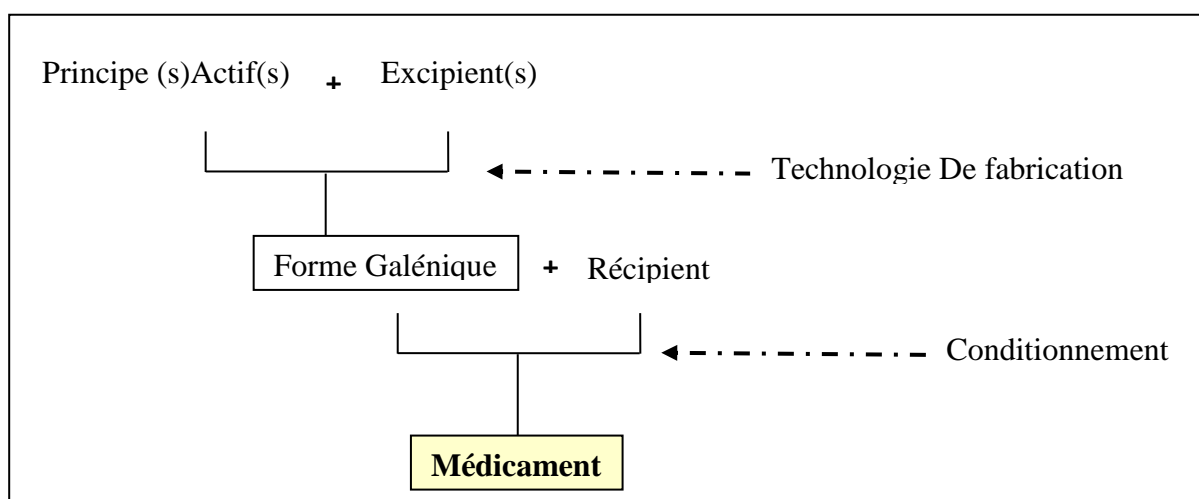 Principe (s)Actif(s) + Excipient(s)
Technologie De fabrication
Forme Galénique + Récipient
Conditionnement
Médicament